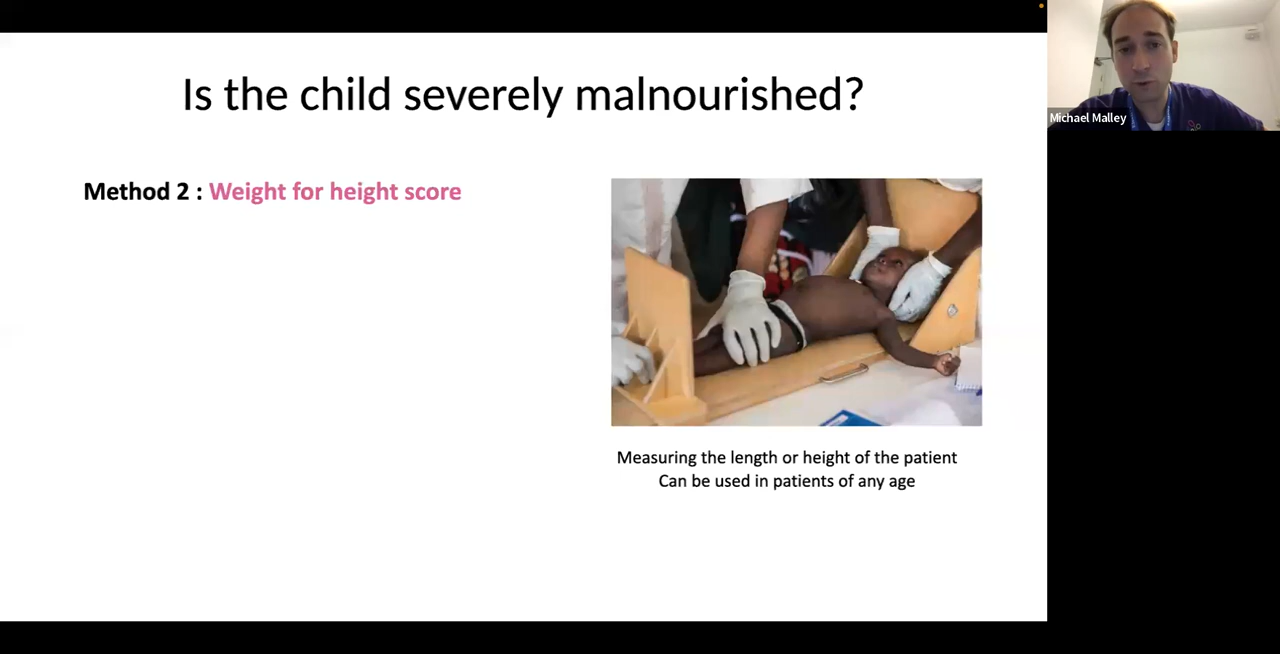 Is the child severely malnourished?
Michael Malley
Method 2 : Weight for height score
Measuring the length or height of the patient
Can be used in patients of any age